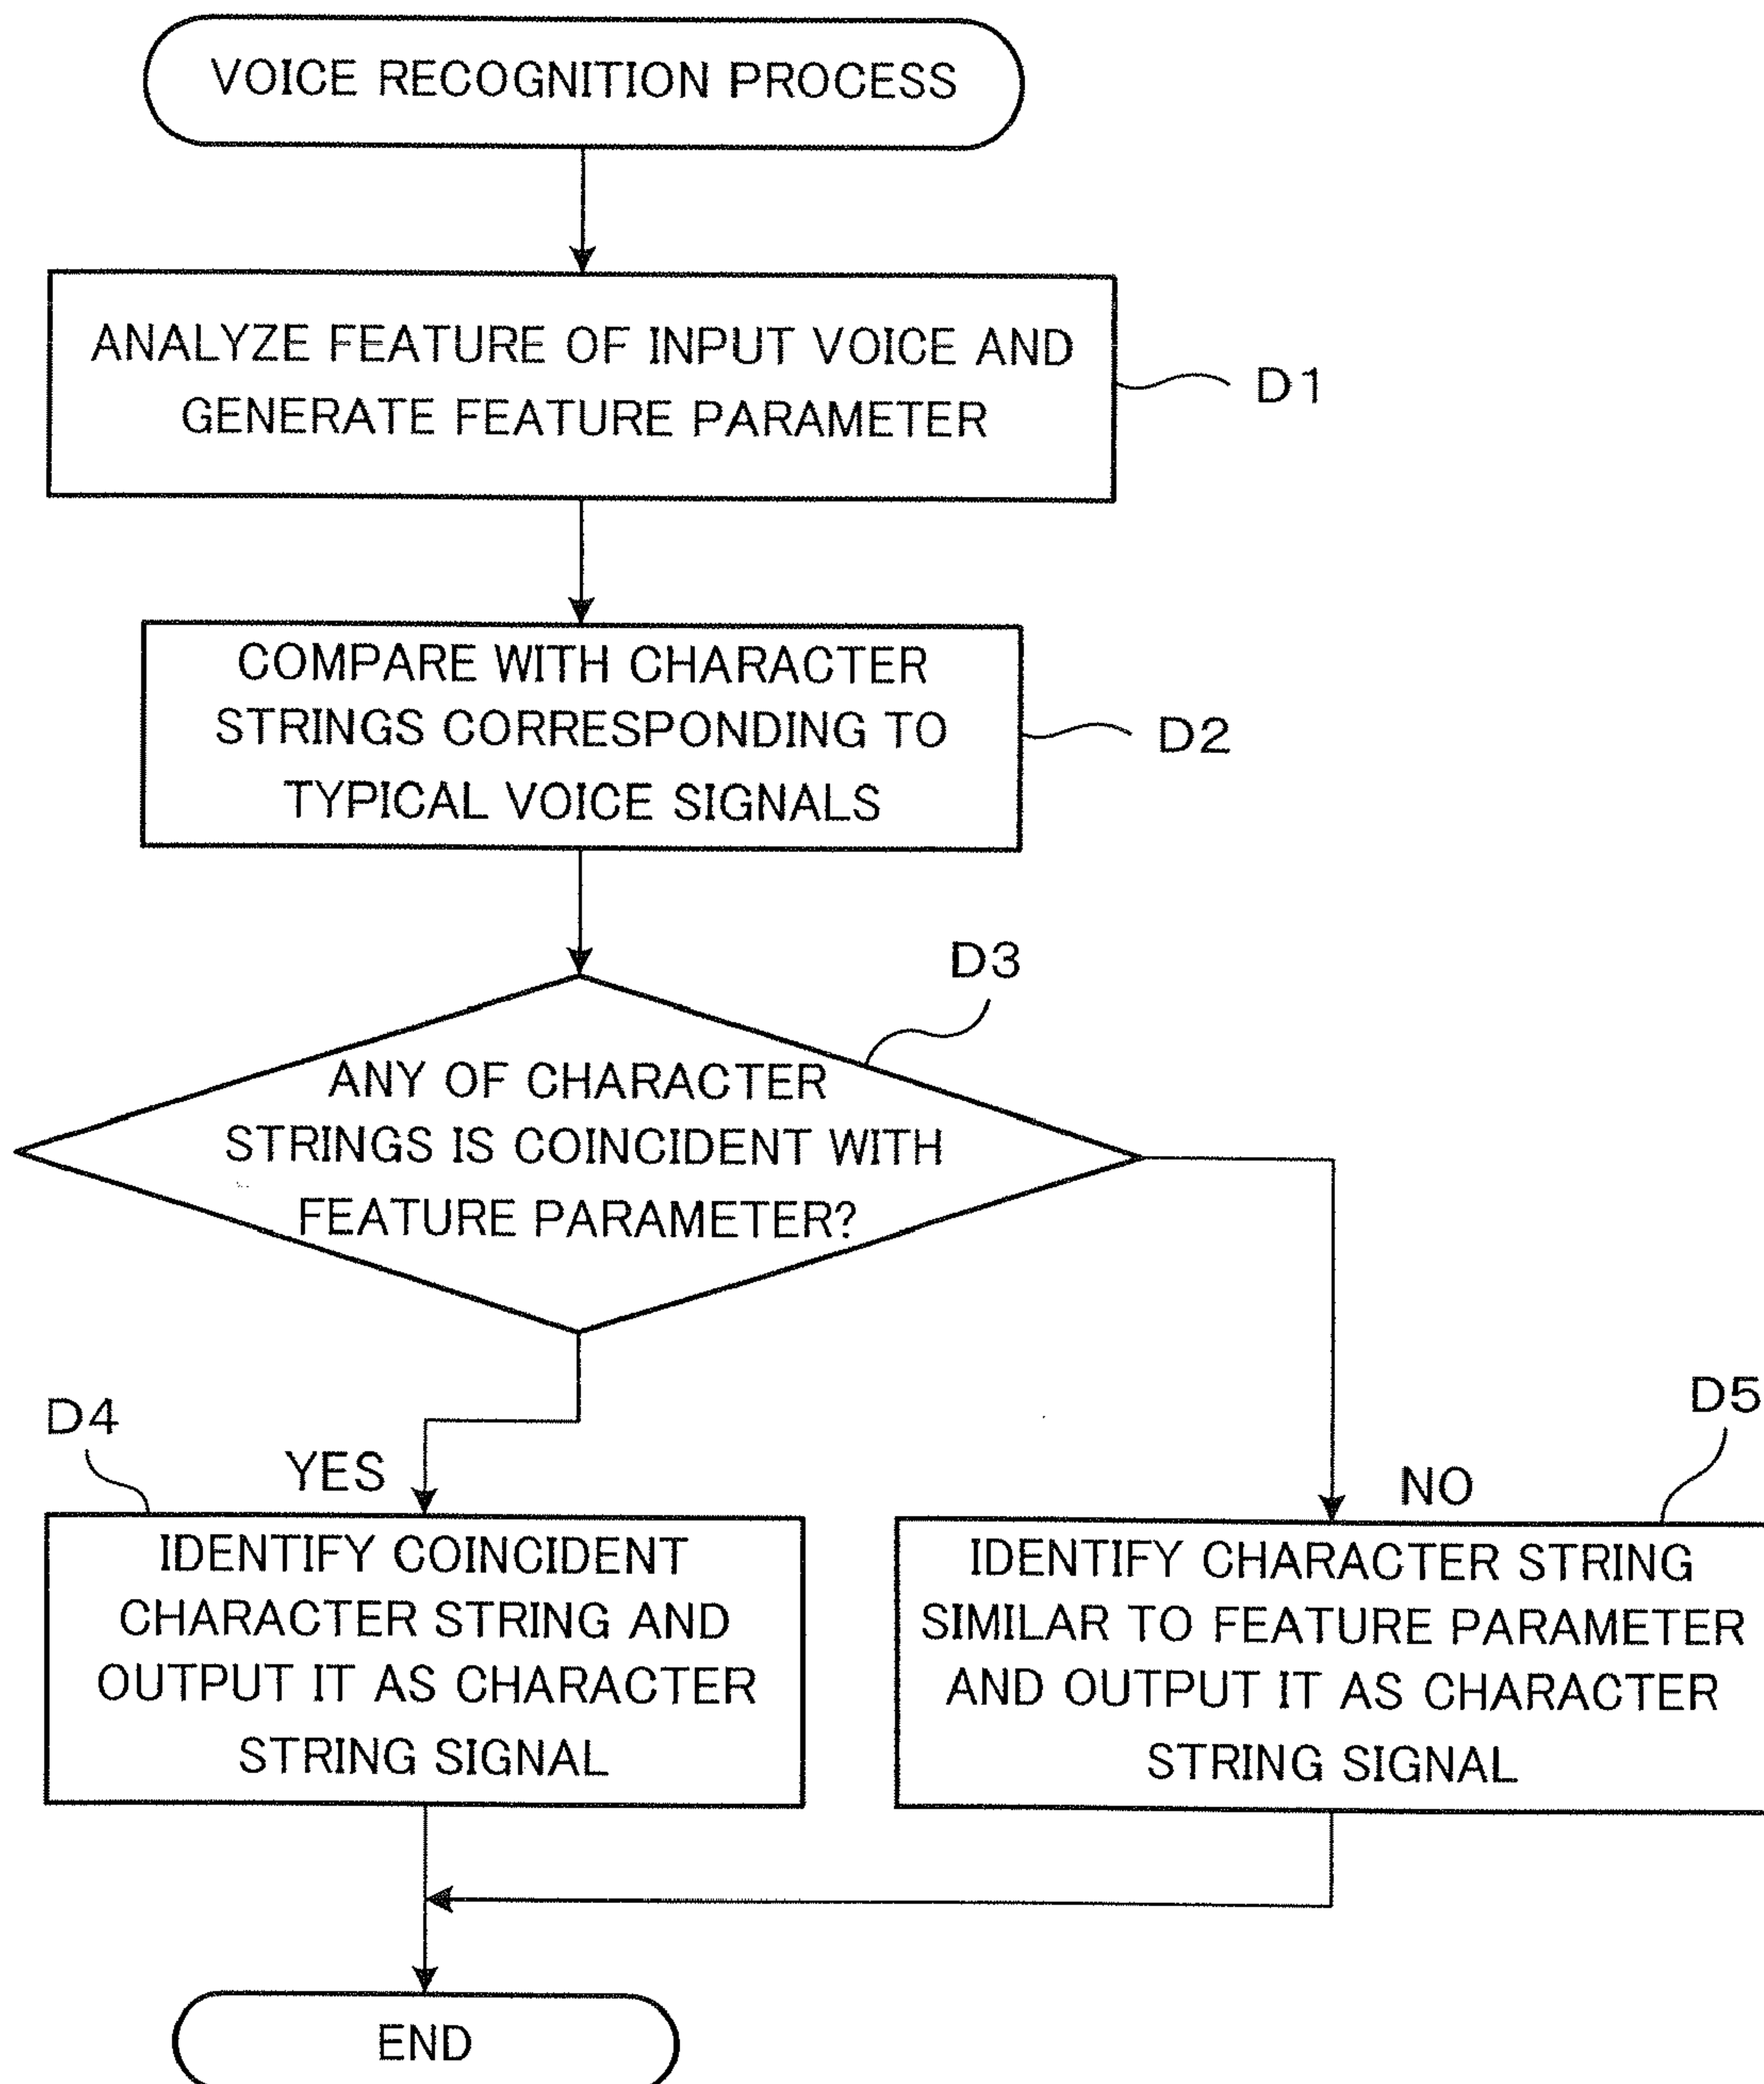 VOICE RECOGNITION PROCESS
ANALYZE FEATURE OF INPUT VOICE AND
GENERATE FEATURE PARAMETER
D1
COMPARE WITH CHARACTER
STRINGS CORRESPONDING TO
TYPICAL VOICE SIGNALS
D2
D3
ANY OF CHARACTER
STRINGS IS COINCIDENT WITH
FEATURE PARAMETER?
D4
YES
IDENTIFY COINCIDENT
CHARACTER STRING AND
OUTPUT IT AS CHARACTER
STRING SIGNAL
D5
NO
IDENTIFY CHARACTER STRING
SIMILAR TO FEATURE PARAMETER
AND OUTPUT IT AS CHARACTER
STRING SIGNAL
END